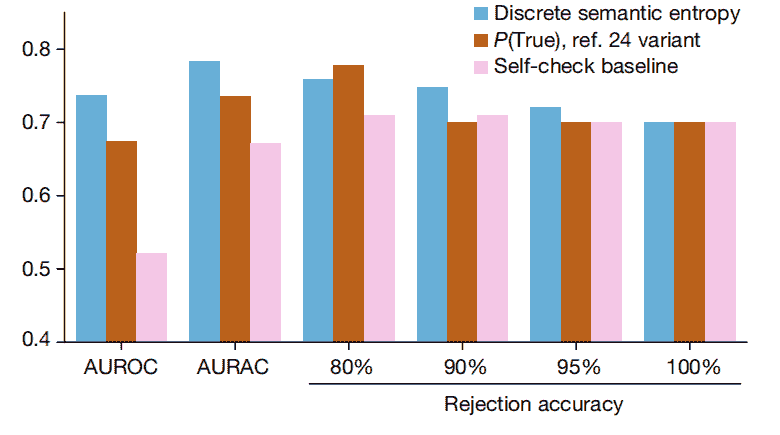 Discrete semantic entropy
P(True), ref. 24 variant
Self-check baseline
0.8
0.7
0.6
0.5
0.4
AUROC AURAC 80% 90% 95% 100%
Rejection accuracy